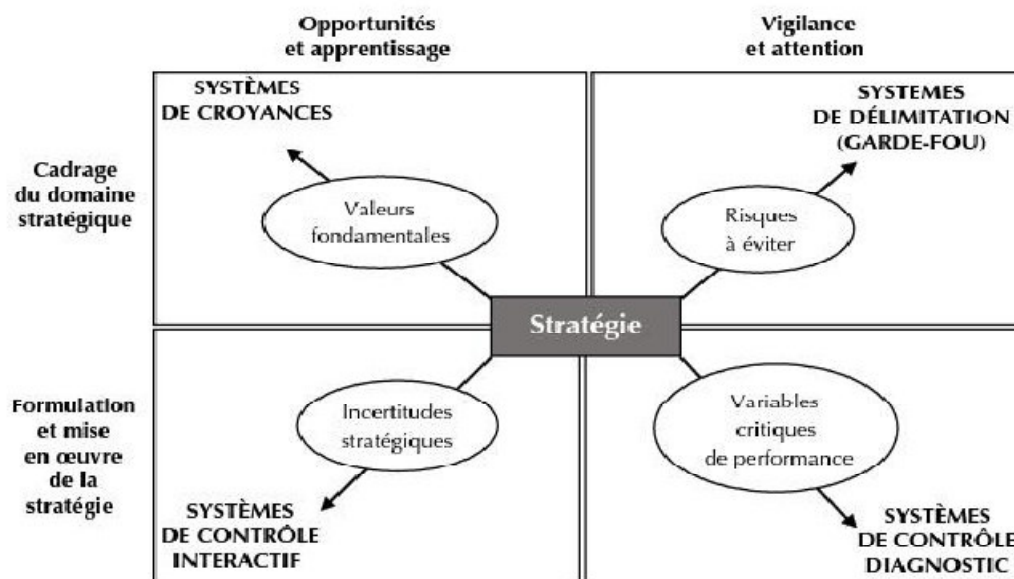 Opportunités
et apprentissage
Vigilance
et attention
Cadrage
du domaine
stratégique
SYSTÈMES
DE CROYANCES
Valeurs
fondamentales
SYSTEMES
DE DÉLIMITATION
(GARDE-FOU)
Risques
à éviter
Stratégie
Formulation
et mise
en œuvre
de la
stratégie
Incertitudes
stratégiques
SYSTÈMES
DE CONTRÔLE
INTERACTIF
Variables
critiques
de performance
SYSTÈMES
DE CONTRÔLE
DIAGNOSTIC